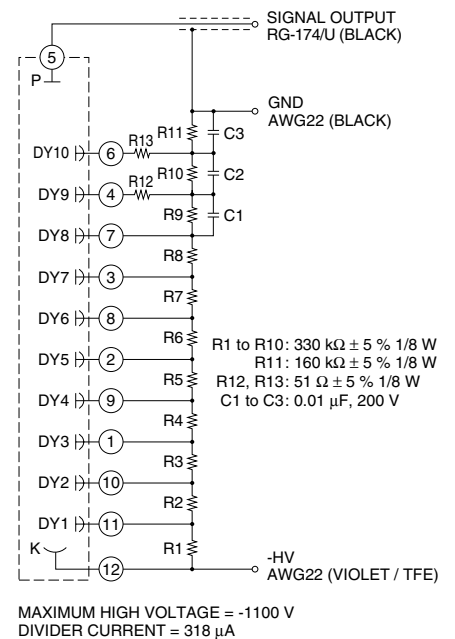 SIGNAL OUTPUT
RG-174/U (BLACK)
5
P
GND
AWG22 (BLACK)
R11
C3
R13
DY10
6
R10
C2
R12
DY9
4
R9
C1
DY8
7
R8
DY7
3
R7
DY6
8
R6
R1 to R10: 330 kΩ ± 5 % 1/8 W
R11: 160 kΩ ± 5 % 1/8 W
R12, R13: 51 Ω ± 5 % 1/8 W
C1 to C3: 0.01 μF, 200 V
DY5
2
R5
DY4
9
R4
DY3
1
R3
DY2
10
R2
DY1
11
R1
K
12
-HV
AWG22 (VIOLET / TFE)
MAXIMUM HIGH VOLTAGE = -1100 V
DIVIDER CURRENT = 318 μA